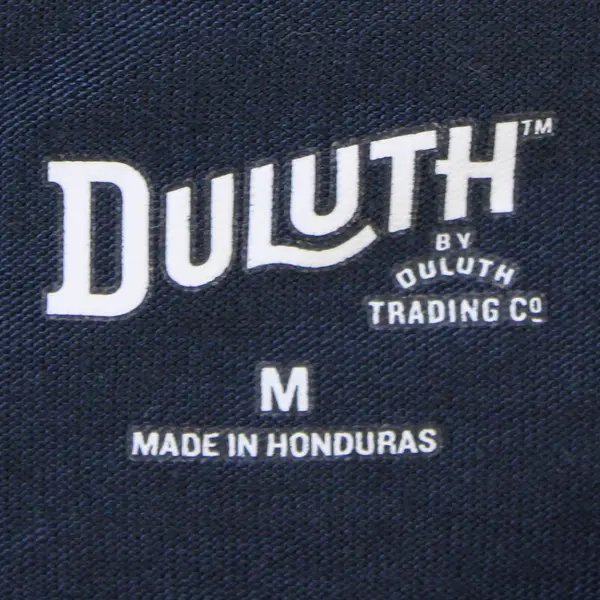 DULUTH™
BY
DULUTH
TRADING Cº
M
MADE IN HONDURAS